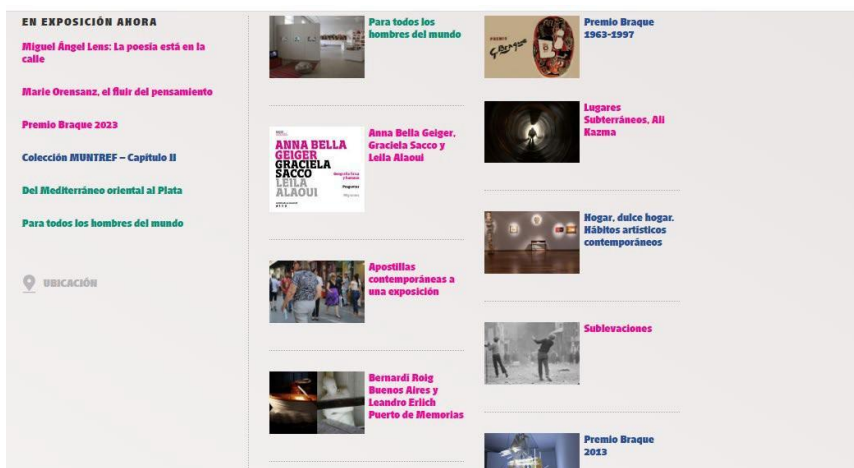 EN EXPOSICIÓN AHORA
Miguel Ángel Lens: La poesía está en la
calle
Marie Orensanz, el fluir del pensamiento
Premio Braque 2023
Colección MUNTREF – Capítulo II
Del Mediterráneo oriental al Plata
Para todos los hombres del mundo
UBICACIÓN
Para todos los
hombres del mundo
ANNA BELLA
GEIGER
GRACIELA
SACCO
LEILA
ALAOUI
Anna Bella Geiger,
Graciela Sacco y
Leila Alaoui
Apostillas
contemporáneas a
una exposición
Bernardi Roig
Buenos Aires y
Leandro Erlich
Puerto de Memorias
PREMIO
G. Braque
Premio Braque
1963-1997
Lugares
Subterráneos, Ali
Kazma
Hogar, dulce hogar.
Hábitos artísticos
contemporáneos
Sublevaciones
Premio Braque
2013